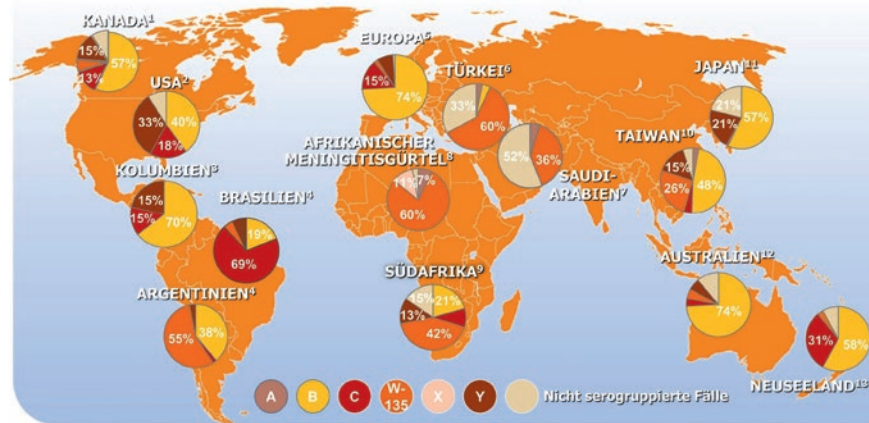 KANADA¹
15%
57%
13%
USA²
40%
33%
18%
KOLUMBIEN³
15%
70%
15%
BRASILIEN⁴
19%
69%
ARGENTINIEN⁴
55%
38%
EUROPA⁵
15%
74%
TÜRKEI⁶
33%
60%
SAUDI-
ARABIEN⁷
52%
36%
AFRIKANISCHER
MENINGITISGÜRTEL⁸
11%
7%
60%
SÜDAFRIKA⁹
15%
21%
13%
42%
TAIWAN¹⁰
15%
26%
48%
JAPAN¹¹
21%
57%
21%
AUSTRALIEN¹²
74%
31%
58%
NEUSEELAND¹³
A
B
C
W-
135
X
Y
Nicht serogruppierte Fälle